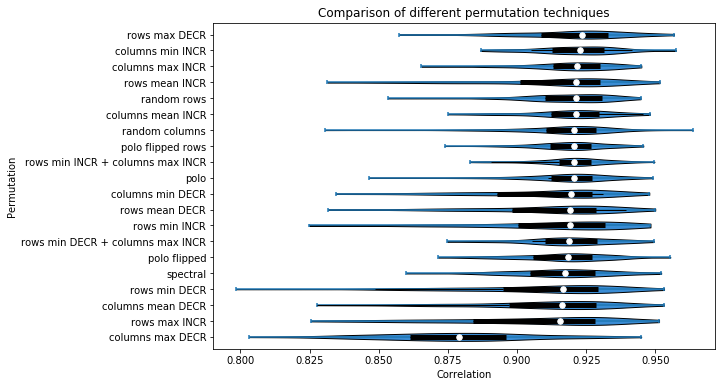 Comparison of different permutation techniques
Permutation
rows max DECR
columns min INCR
columns max INCR
rows mean INCR
random rows
columns mean INCR
random columns
polo flipped rows
rows min INCR + columns max INCR
polo
columns min DECR
rows mean DECR
rows min INCR
rows min DECR + columns max INCR
polo flipped
spectral
rows min DECR
columns mean DECR
rows max INCR
columns max DECR
0.800 0.825 0.850 0.875 0.900 0.925 0.950
Correlation